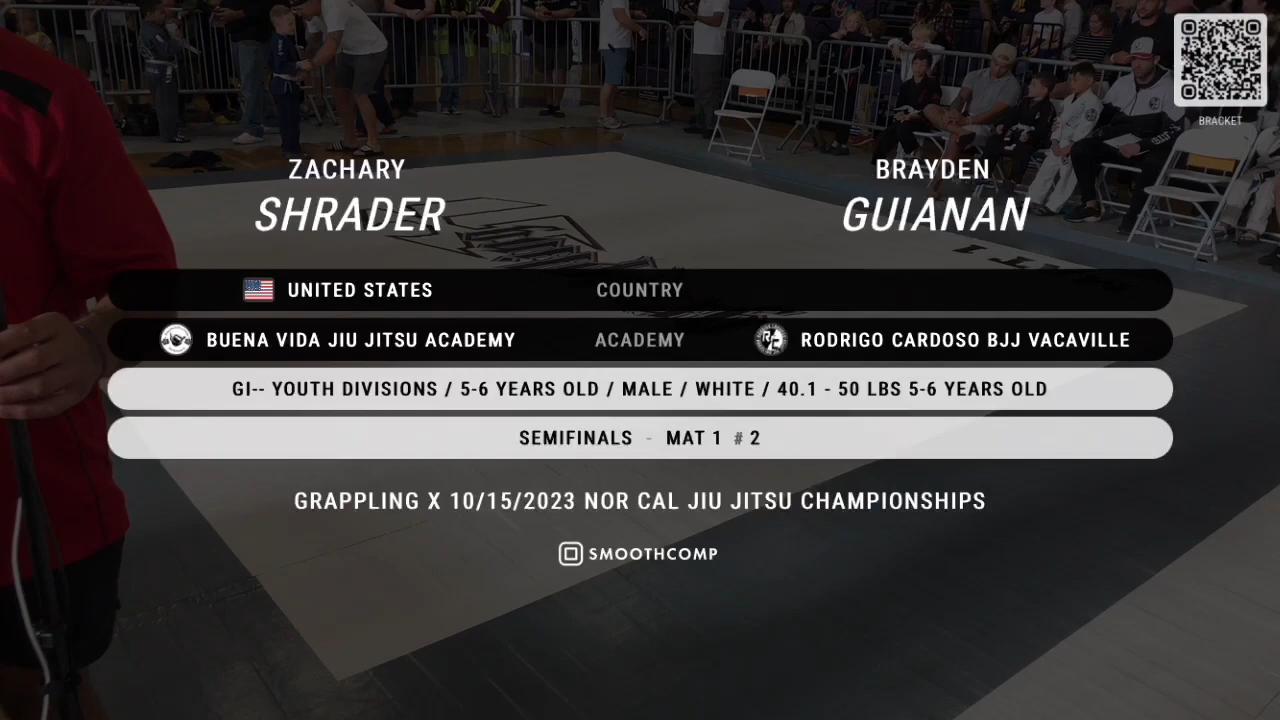 BRACKET
ZACHARY
SHRADER
BRAYDEN
GUIANAN
UNITED STATES
COUNTRY
BUENA VIDA JIU JITSU ACADEMY
ACADEMY
RODRIGO CARDOSO BJJ VACAVILLE
GI-- YOUTH DIVISIONS / 5-6 YEARS OLD / MALE / WHITE / 40.1 - 50 LBS 5-6 YEARS OLD
SEMIFINALS - MAT 1 # 2
GRAPPLING X 10/15/2023 NOR CAL JIU JITSU CHAMPIONSHIPS
SMOOTHCOMP